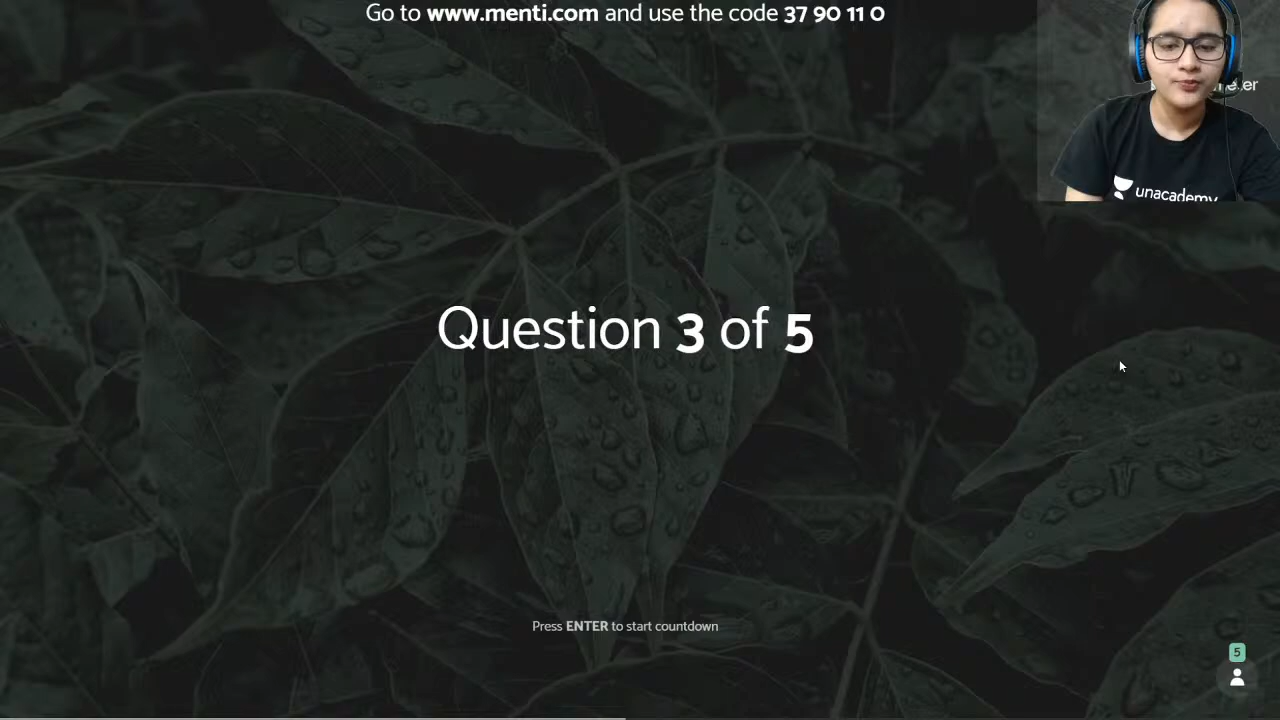 Go to www.menti.com and use the code 37 90 11 0
unacademy
Question 3 of 5
Press ENTER to start countdown
5